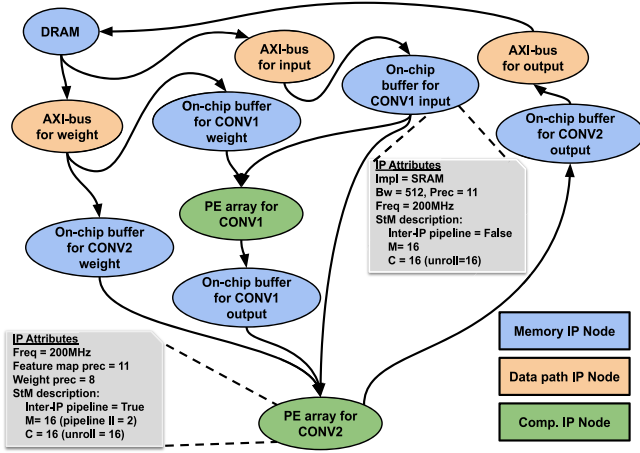 DRAM
AXI-bus
for input
AXI-bus
for output
On-chip
buffer for
CONV1 input
AXI-bus
for weight
On-chip buffer
for CONV1
weight
On-chip
buffer for
CONV2
output
IP Attributes
Impl = SRAM
Bw = 512, Prec = 11
Freq = 200MHz
StM description:
Inter-IP pipeline = False
M= 16
C = 16 (unroll=16)
PE array for
CONV1
On-chip buffer
for CONV2
weight
On-chip buffer
for CONV1
output
IP Attributes
Freq = 200MHz
Feature map prec = 11
Weight prec = 8
StM description:
Inter-IP pipeline = True
M= 16 (pipeline II = 2)
C = 16 (unroll = 16)
PE array for
CONV2
Memory IP Node
Data path IP Node
Comp. IP Node